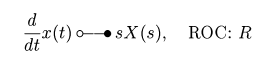 d/dt x(t) ○—● sX(s), ROC: R